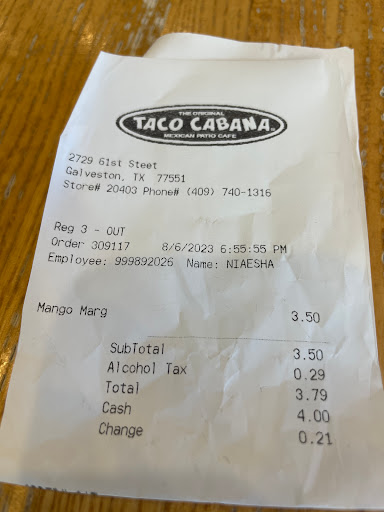 THE ORIGINAL
TACO CABANA
MEXICAN PATIO CAFE
2729 61st Steet
Galveston, TX 77551
Store# 20403 Phone# (409) 740-1316
Reg 3 - OUT
Order 309117 8/6/2023 6:55:55 PM
Employee: 999892026 Name: NIAESHA
Mango Marg 3.50
SubTotal 3.50
Alcohol Tax 0.29
Total 3.79
Cash 4.00
Change 0.21